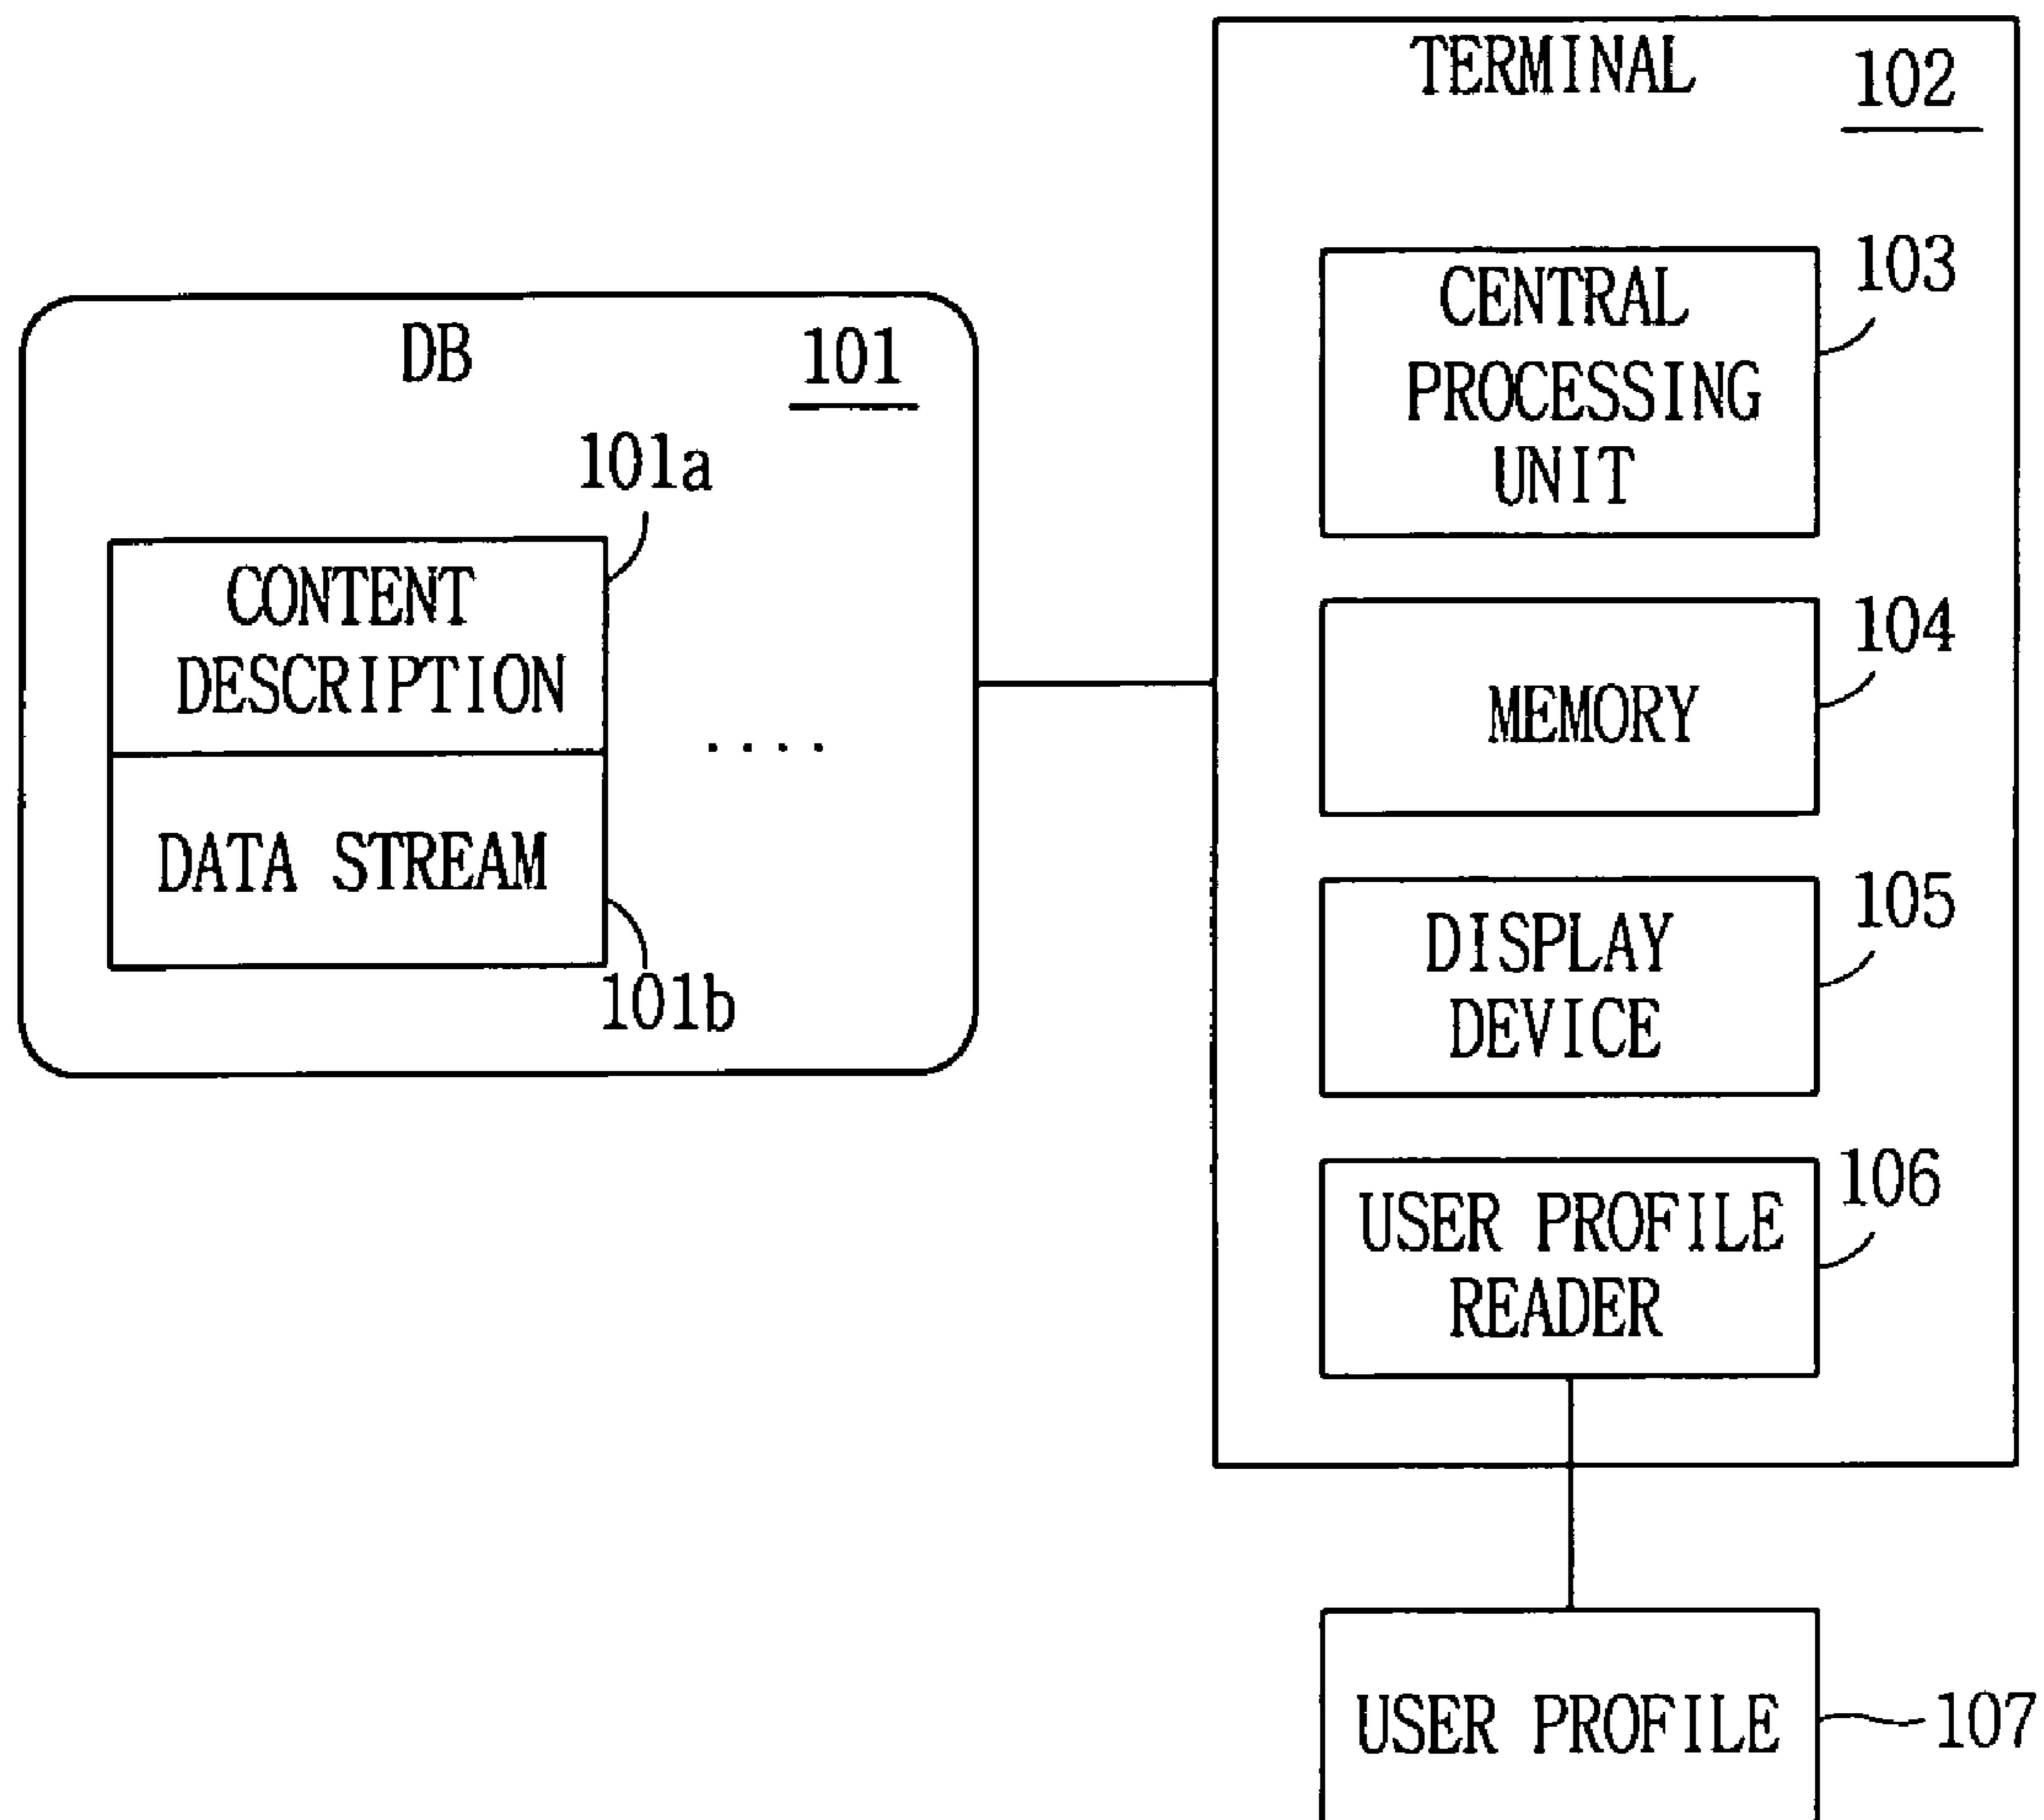 TERMINAL
102
CENTRAL
PROCESSING
UNIT
103
DB
101
101a
CONTENT
DESCRIPTION
DATA STREAM
101b
....
MEMORY
104
DISPLAY
DEVICE
105
USER PROFILE
READER
106
USER PROFILE
107